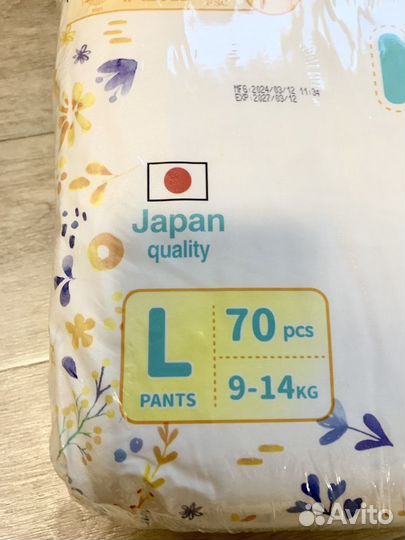 MFG:2024/03/12 11:34
EXP:2027/03/12
Japan
quality
L
PANTS
70 pcs
9-14KG
Avito